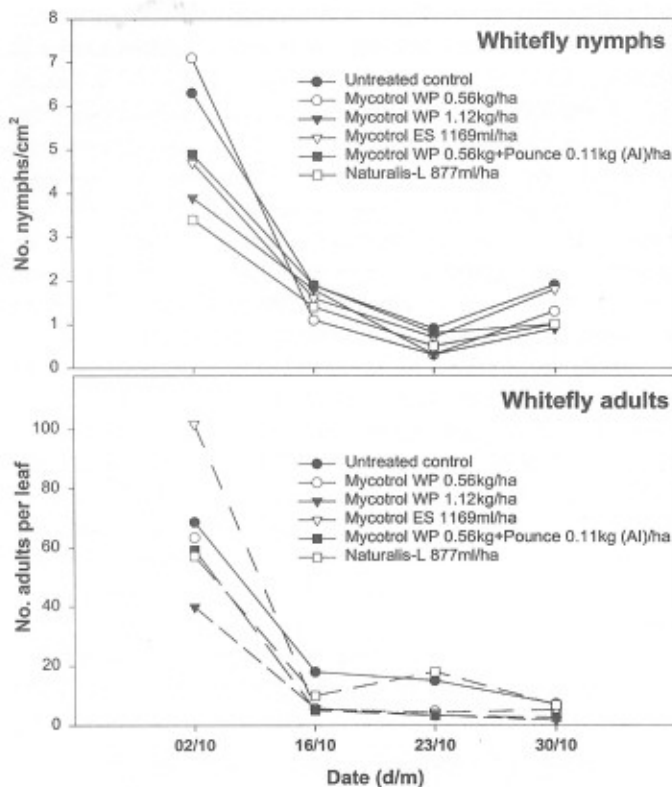 8
Whitefly nymphs
7
Untreated control
Mycotrol WP 0.56kg/ha
6
Mycotrol WP 1.12kg/ha
Mycotrol ES 1169ml/ha
5
Mycotrol WP 0.56kg+Pounce 0.11kg (AI)/ha
Naturalis-L 877ml/ha
4
3
2
1
0
No. nymphs/cm²
Whitefly adults
100
Untreated control
Mycotrol WP 0.56kg/ha
80
Mycotrol WP 1.12kg/ha
Mycotrol ES 1169ml/ha
Mycotrol WP 0.56kg+Pounce 0.11kg (AI)/ha
60
Naturalis-L 877ml/ha
40
20
0
No. adults per leaf
02/10 16/10 23/10 30/10
Date (d/m)